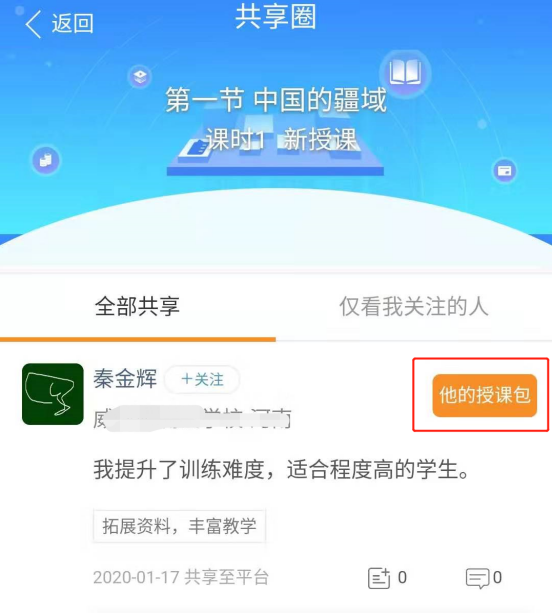 返回
共享圈
第一节 中国的疆域
课时1 新授课
全部共享
仅看我关注的人
秦金辉
+关注
他的授课包
威 学校 河南
我提升了训练难度，适合程度高的学生。
拓展资料，丰富教学
2020-01-17 共享至平台
0
0